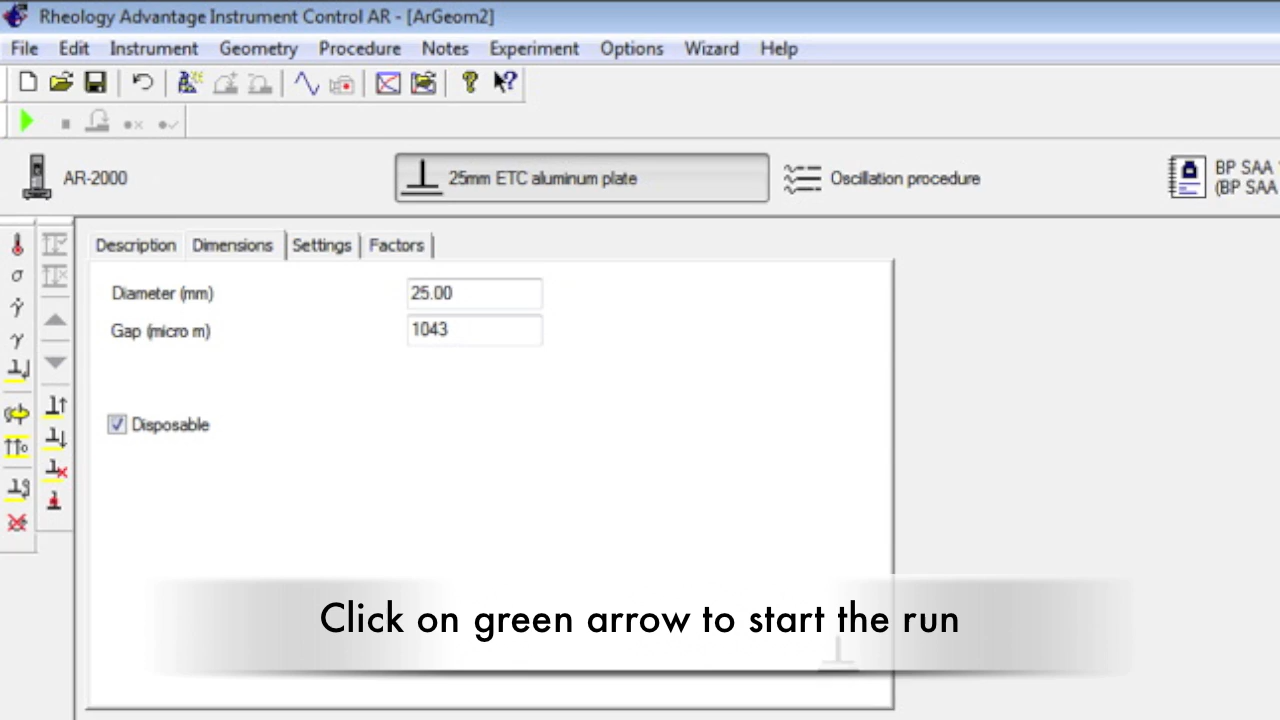 Rheology Advantage Instrument Control AR - [ArGeom2]
File Edit Instrument Geometry Procedure Notes Experiment Options Wizard Help
AR-2000
25mm ETC aluminum plate
Oscillation procedure
BP SAA
(BP SAA
Description Dimensions Settings Factors
Diameter (mm) 25.00
Gap (micro m) 1043
Disposable
Click on green arrow to start the run